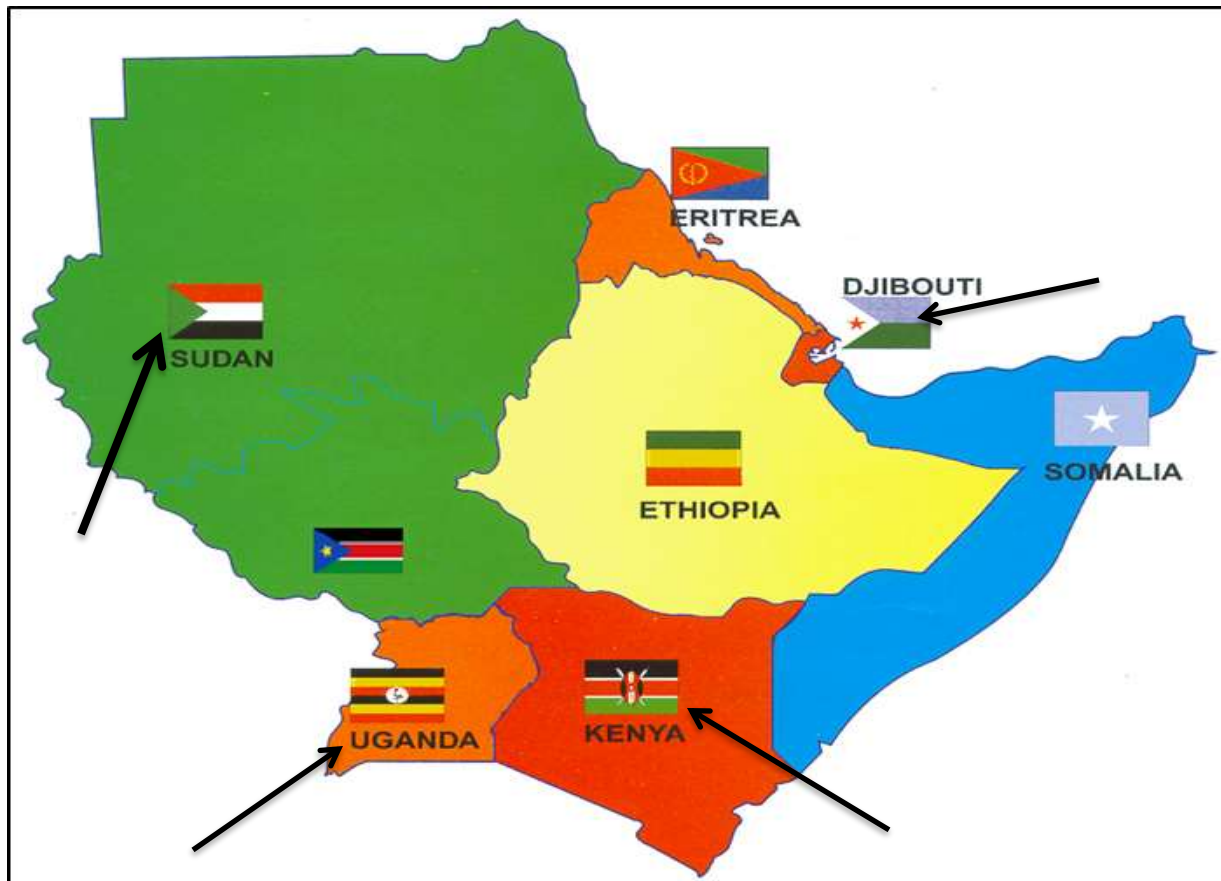 ERITREA
DJIBOUTI
SUDAN
SOMALIA
ETHIOPIA
UGANDA
KENYA